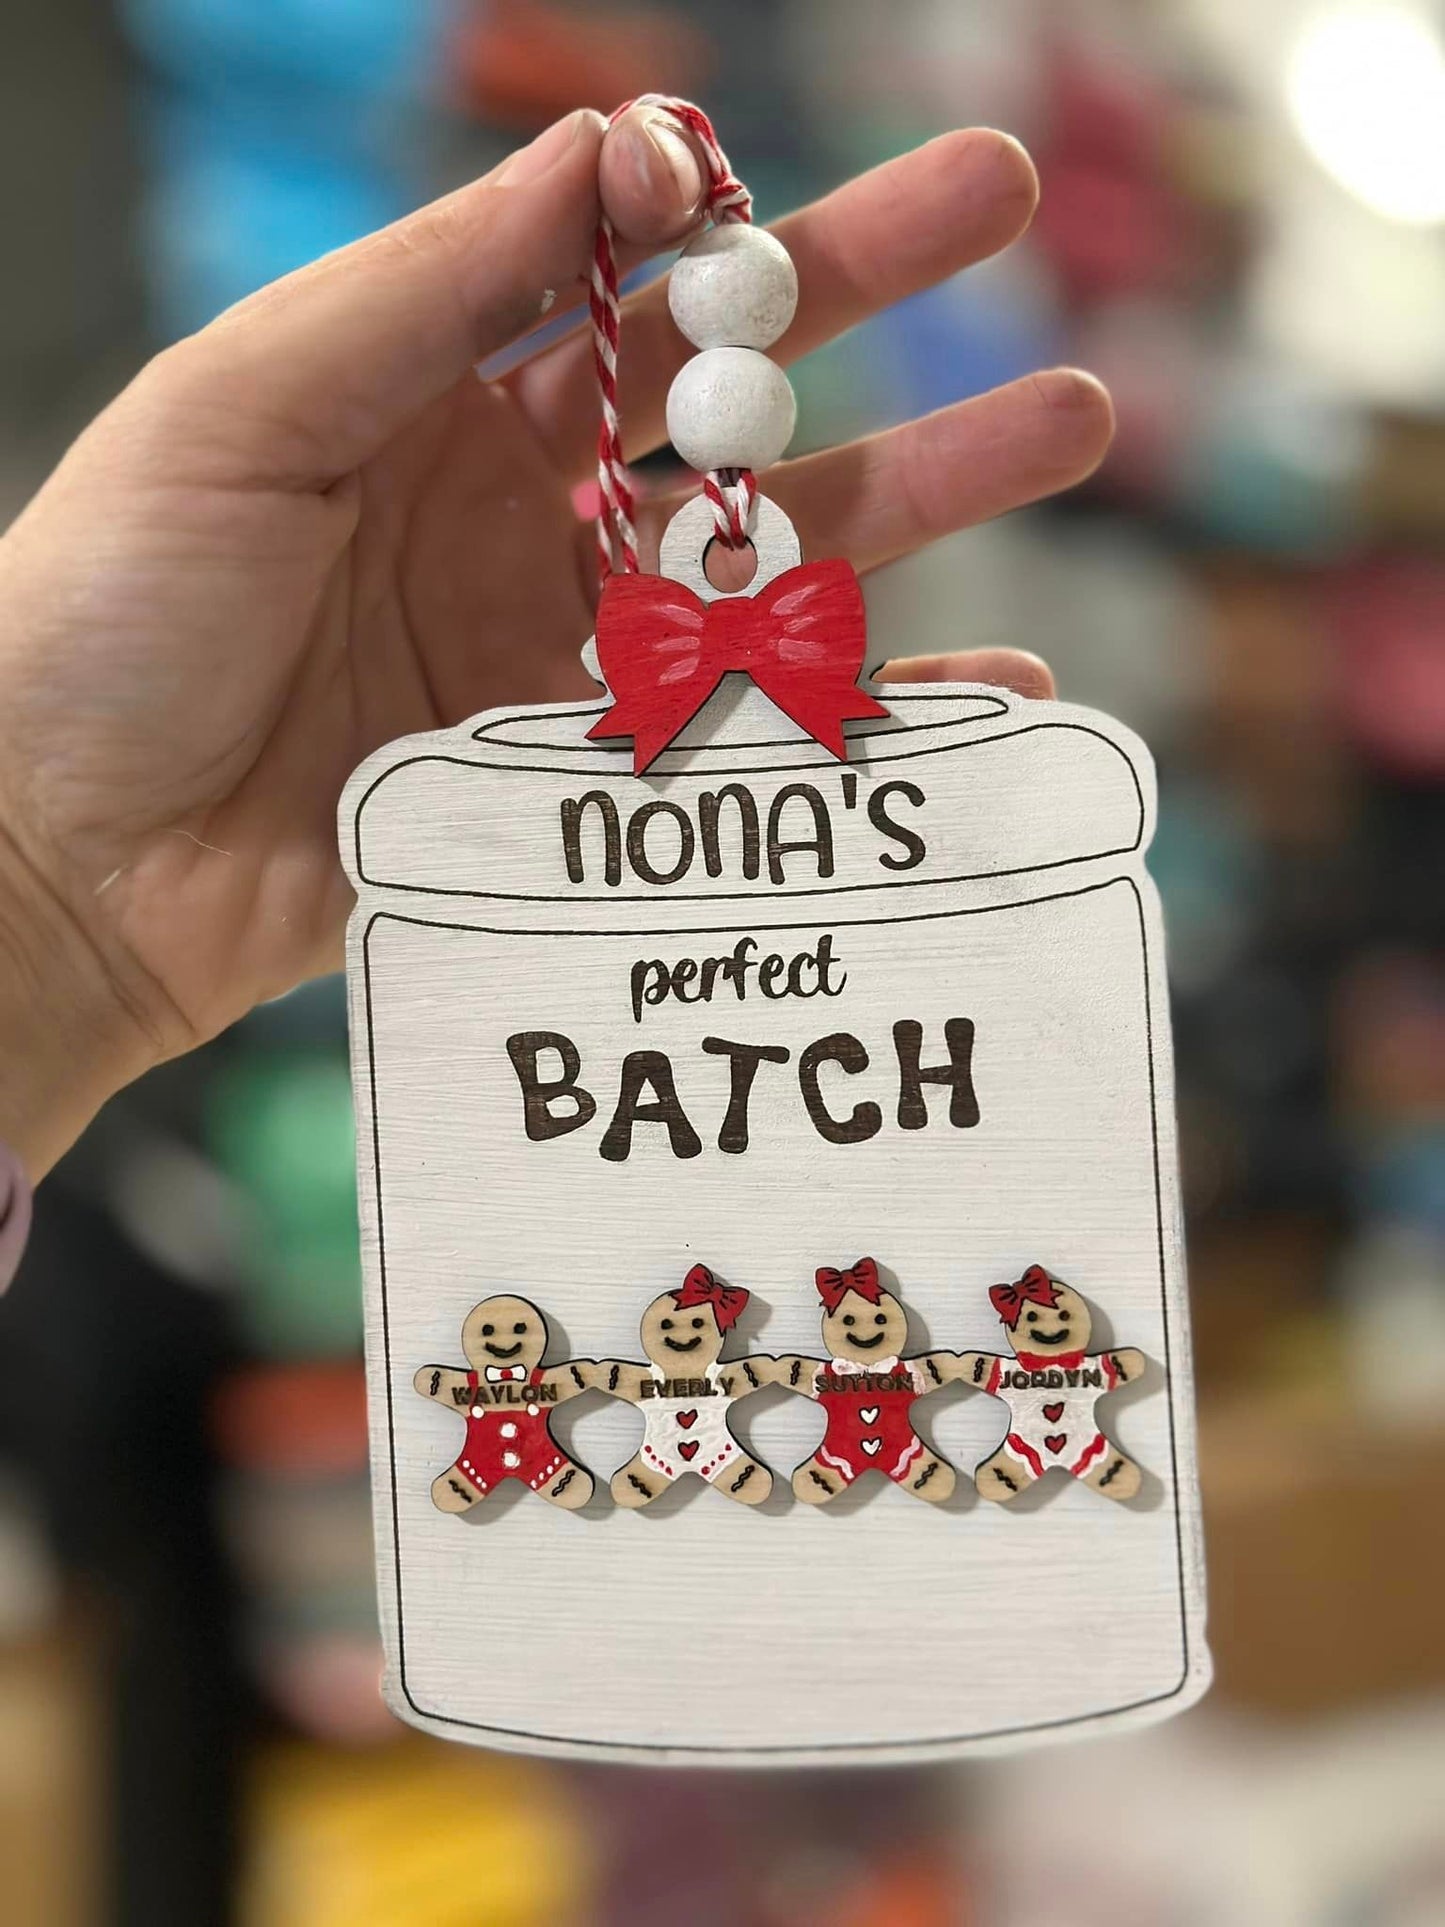 NONA'S
perfect
BATCH
WAYLON EVERLY SUTTON JORDYN